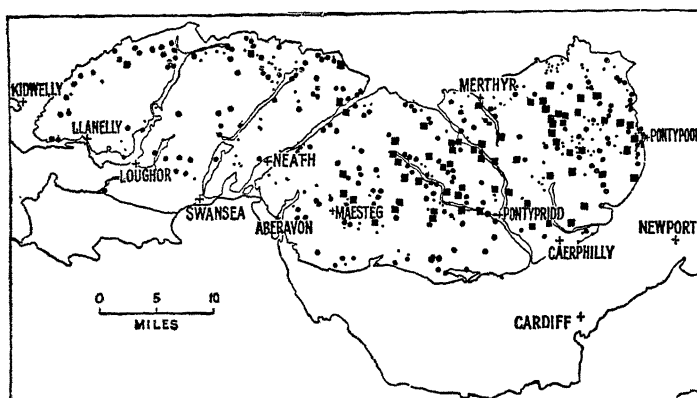 KIDWELLY
MERTHYR
LLANELLY
PONTYPOOL
LOUGHOR
NEATH
SWANSEA
ABERAVON
MAESTEG
PONTYPRIDD
CAERPHILLY
NEWPORT
0 5 10
MILES
CARDIFF